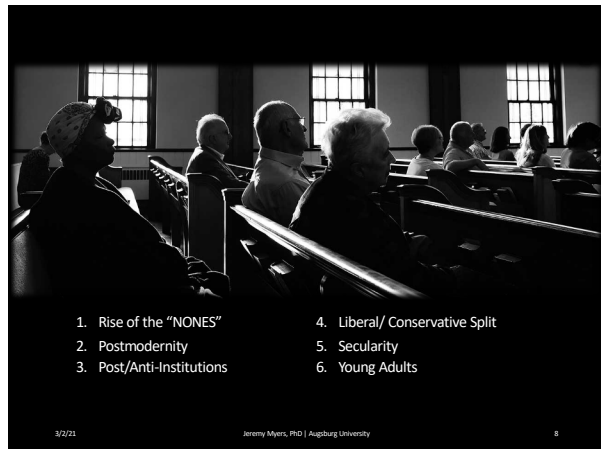 1. Rise of the “NONES”
2. Postmodernity
3. Post/Anti-Institutions
4. Liberal/ Conservative Split
5. Secularity
6. Young Adults
3/2/21
Jeremy Myers, PhD | Augsburg University
8